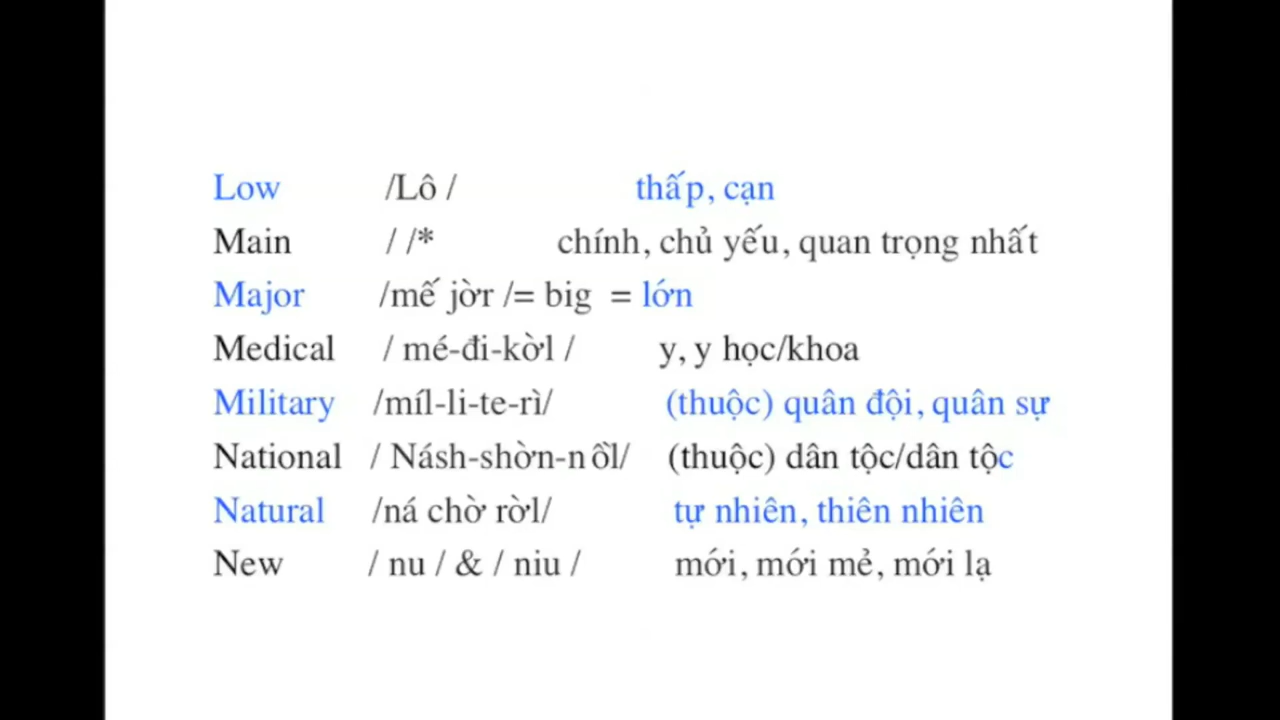 Low /Lô / thấp, cạn
Main / /* chính, chủ yếu, quan trọng nhất
Major /mế jờr /= big = lớn
Medical / mé-đi-kờl / y, y học/khoa
Military /míl-li-te-rì/ (thuộc) quân đội, quân sự
National / Násh-shờn-nồl/ (thuộc) dân tộc/dân tộc
Natural /ná chờ rờl/ tự nhiên, thiên nhiên
New / nu / & / niu / mới, mới mẻ, mới lạ